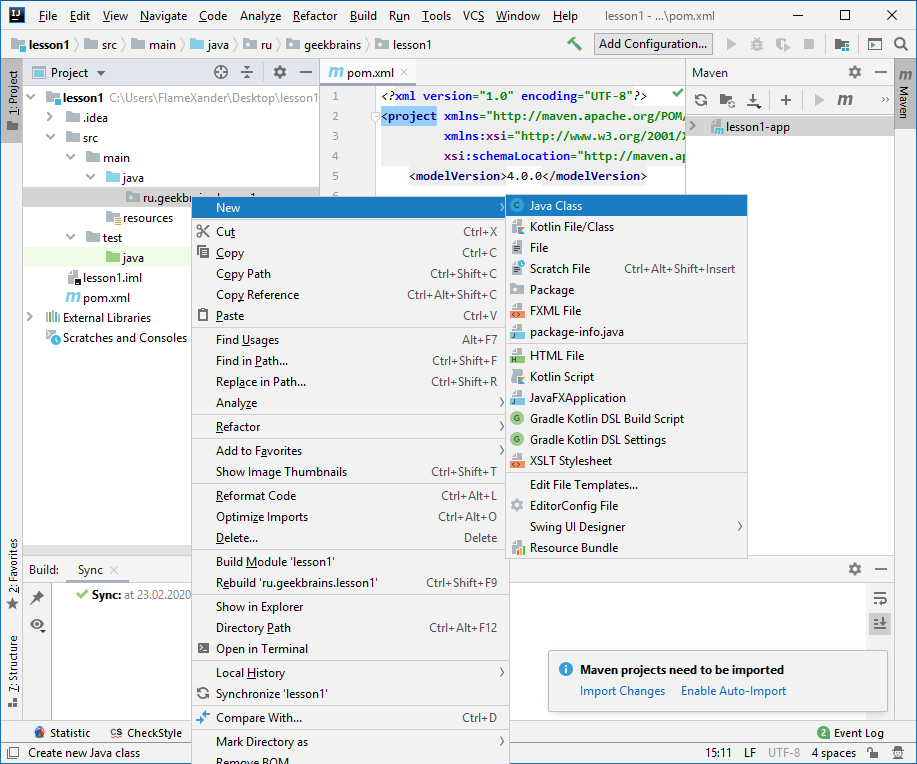 File Edit View Navigate Code Analyze Refactor Build Run Tools VCS Window Help lesson1 - ...\pom.xml
lesson1 src main java ru geekbrains lesson1 Add Configuration...
1: Project
Project
pom.xml
Maven
Maven
lesson1 C:\Users\FlameXander\Desktop\lesson1
.idea
src
main
java
ru.geekbrains.lesson1
resources
test
java
lesson1.iml
m pom.xml
External Libraries
Scratches and Consoles
1 <?xml version="1.0" encoding="UTF-8"?>
2 <project xmlns="http://maven.apache.org/POM/
3 xmlns:xsi="http://www.w3.org/2001/X
4 xsi:schemaLocation="http://maven.ap
5 <modelVersion>4.0.0</modelVersion>
6
m
lesson1-app
New
Cut Ctrl+X
Copy Ctrl+C
Copy Path Ctrl+Shift+C
Copy Reference Ctrl+Alt+Shift+C
Paste Ctrl+V
Find Usages Alt+F7
Find in Path... Ctrl+Shift+F
Replace in Path... Ctrl+Shift+R
Analyze
Refactor
Add to Favorites
Show Image Thumbnails Ctrl+Shift+T
Reformat Code Ctrl+Alt+L
Optimize Imports Ctrl+Alt+O
Delete... Delete
Build Module 'lesson1'
Rebuild 'ru.geekbrains.lesson1' Ctrl+Shift+F9
Show in Explorer
Directory Path Ctrl+Alt+F12
Open in Terminal
Local History
Synchronize 'lesson1'
Compare With... Ctrl+D
Mark Directory as
Remove BOM
Java Class
Kotlin File/Class
File
Scratch File Ctrl+Alt+Shift+Insert
Package
FXML File
package-info.java
HTML File
Kotlin Script
JavaFXApplication
Gradle Kotlin DSL Build Script
Gradle Kotlin DSL Settings
XSLT Stylesheet
Edit File Templates...
EditorConfig File
Swing UI Designer
Resource Bundle
2: Favorites
7: Structure
Build: Sync
Sync: at 23.02.2020
Maven projects need to be imported
Import Changes Enable Auto-Import
Statistic CS CheckStyle 2 Event Log
Create new Java class 15:11 LF UTF-8 4 spaces